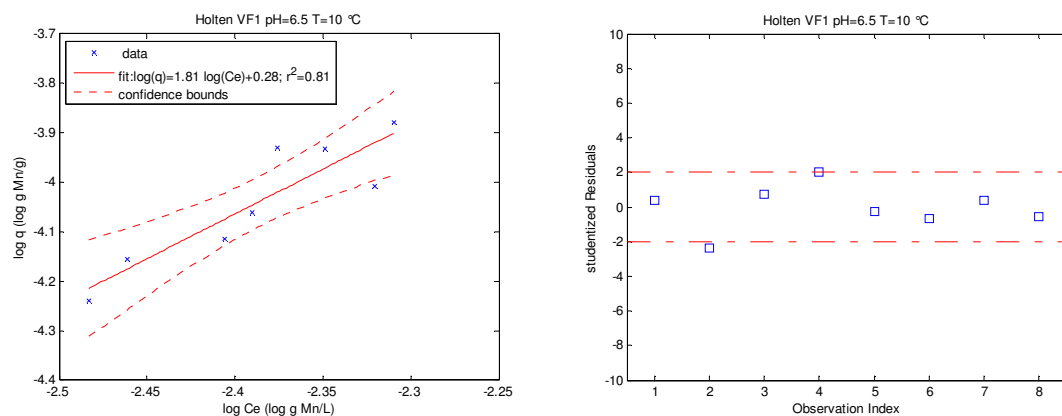 Holten VF1 pH=6.5 T=10 °C
-3.7
-3.8
-3.9
-4
-4.1
-4.2
-4.3
-4.4
log q (log g Mn/g)
data
fit:log(q)=1.81 log(Ce)+0.28; r²=0.81
confidence bounds
-2.5 -2.45 -2.4 -2.35 -2.3 -2.25
log Ce (log g Mn/L)
Holten VF1 pH=6.5 T=10 °C
10
8
6
4
2
0
-2
-4
-6
-8
-10
studentized Residuals
1 2 3 4 5 6 7 8
Observation Index